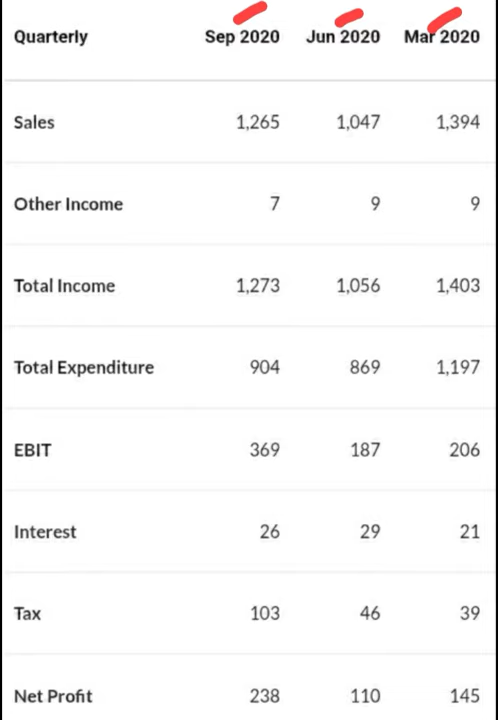 Quarterly Sep 2020 Jun 2020 Mar 2020
Sales 1,265 1,047 1,394
Other Income 7 9 9
Total Income 1,273 1,056 1,403
Total Expenditure 904 869 1,197
EBIT 369 187 206
Interest 26 29 21
Tax 103 46 39
Net Profit 238 110 145